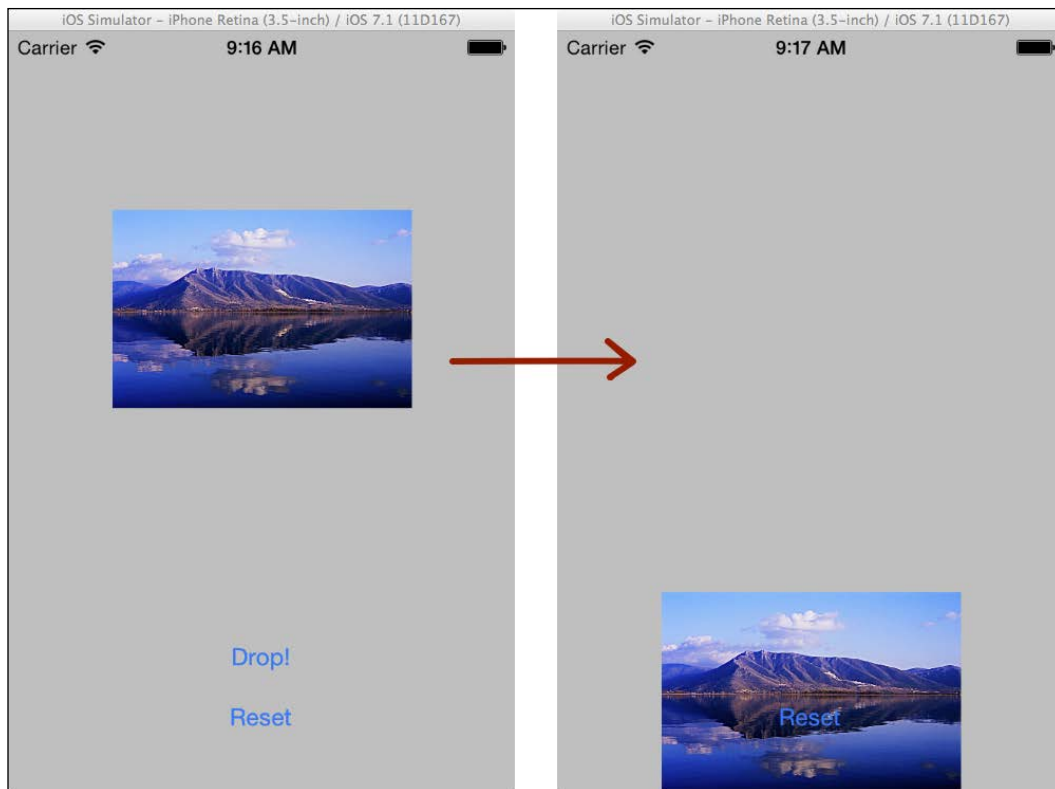 iOS Simulator – iPhone Retina (3.5-inch) / iOS 7.1 (11D167)
Carrier 9:16 AM
Drop!
Reset
iOS Simulator – iPhone Retina (3.5-inch) / iOS 7.1 (11D167)
Carrier 9:17 AM
Reset